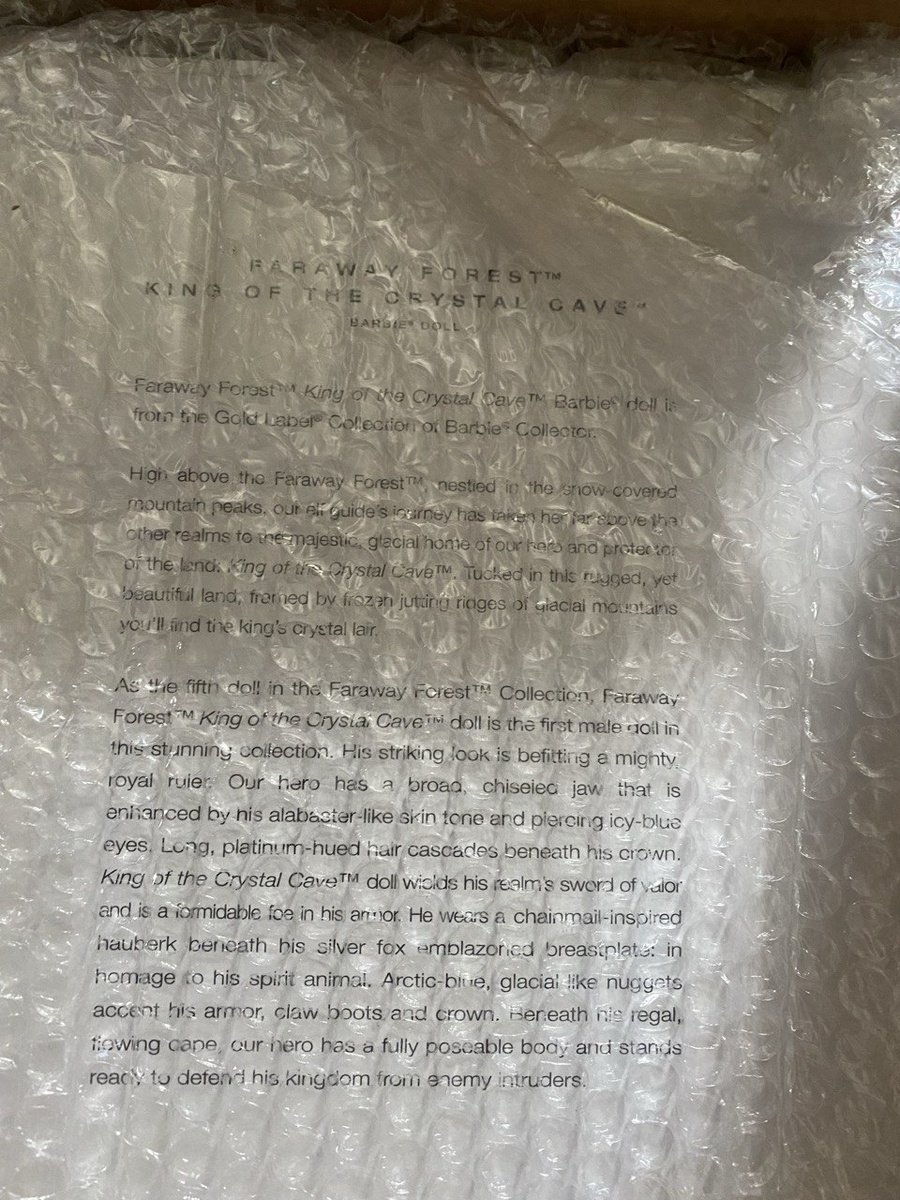 FARAWAY FOREST™
KING OF THE CRYSTAL CAVE™
BARBIE® DOLL
Faraway Forest™ King of the Crystal Cave™ Barbie® doll is
from the Gold Label® Collection of Barbie® Collector.
High above the Faraway Forest™, nestled in the snow-covered
mountain peaks, our elf guide's journey has taken her far above the
other realms to the majestic, glacial home of our hero and protector
of the land: King of the Crystal Cave™. Tucked in this rugged, yet
beautiful land, framed by frozen jutting ridges of glacial mountains
you'll find the king's crystal lair.
As the fifth doll in the Faraway Forest™ Collection, Faraway
Forest™ King of the Crystal Cave™ doll is the first male doll in
this stunning collection. His striking look is befitting a mighty
royal ruler. Our hero has a broad, chiseled jaw that is
enhanced by his alabaster-like skin tone and piercing icy-blue
eyes. Long, platinum-hued hair cascades beneath his crown.
King of the Crystal Cave™ doll wields his realm's sword of valor
and is a formidable foe in his armor. He wears a chainmail-inspired
hauberk beneath his silver fox emblazoned breastplate: in
homage to his spirit animal. Arctic-blue, glacial-like nuggets
accent his armor, claw boots and crown. Beneath his regal,
flowing cape, our hero has a fully poseable body and stands
ready to defend his kingdom from enemy intruders.